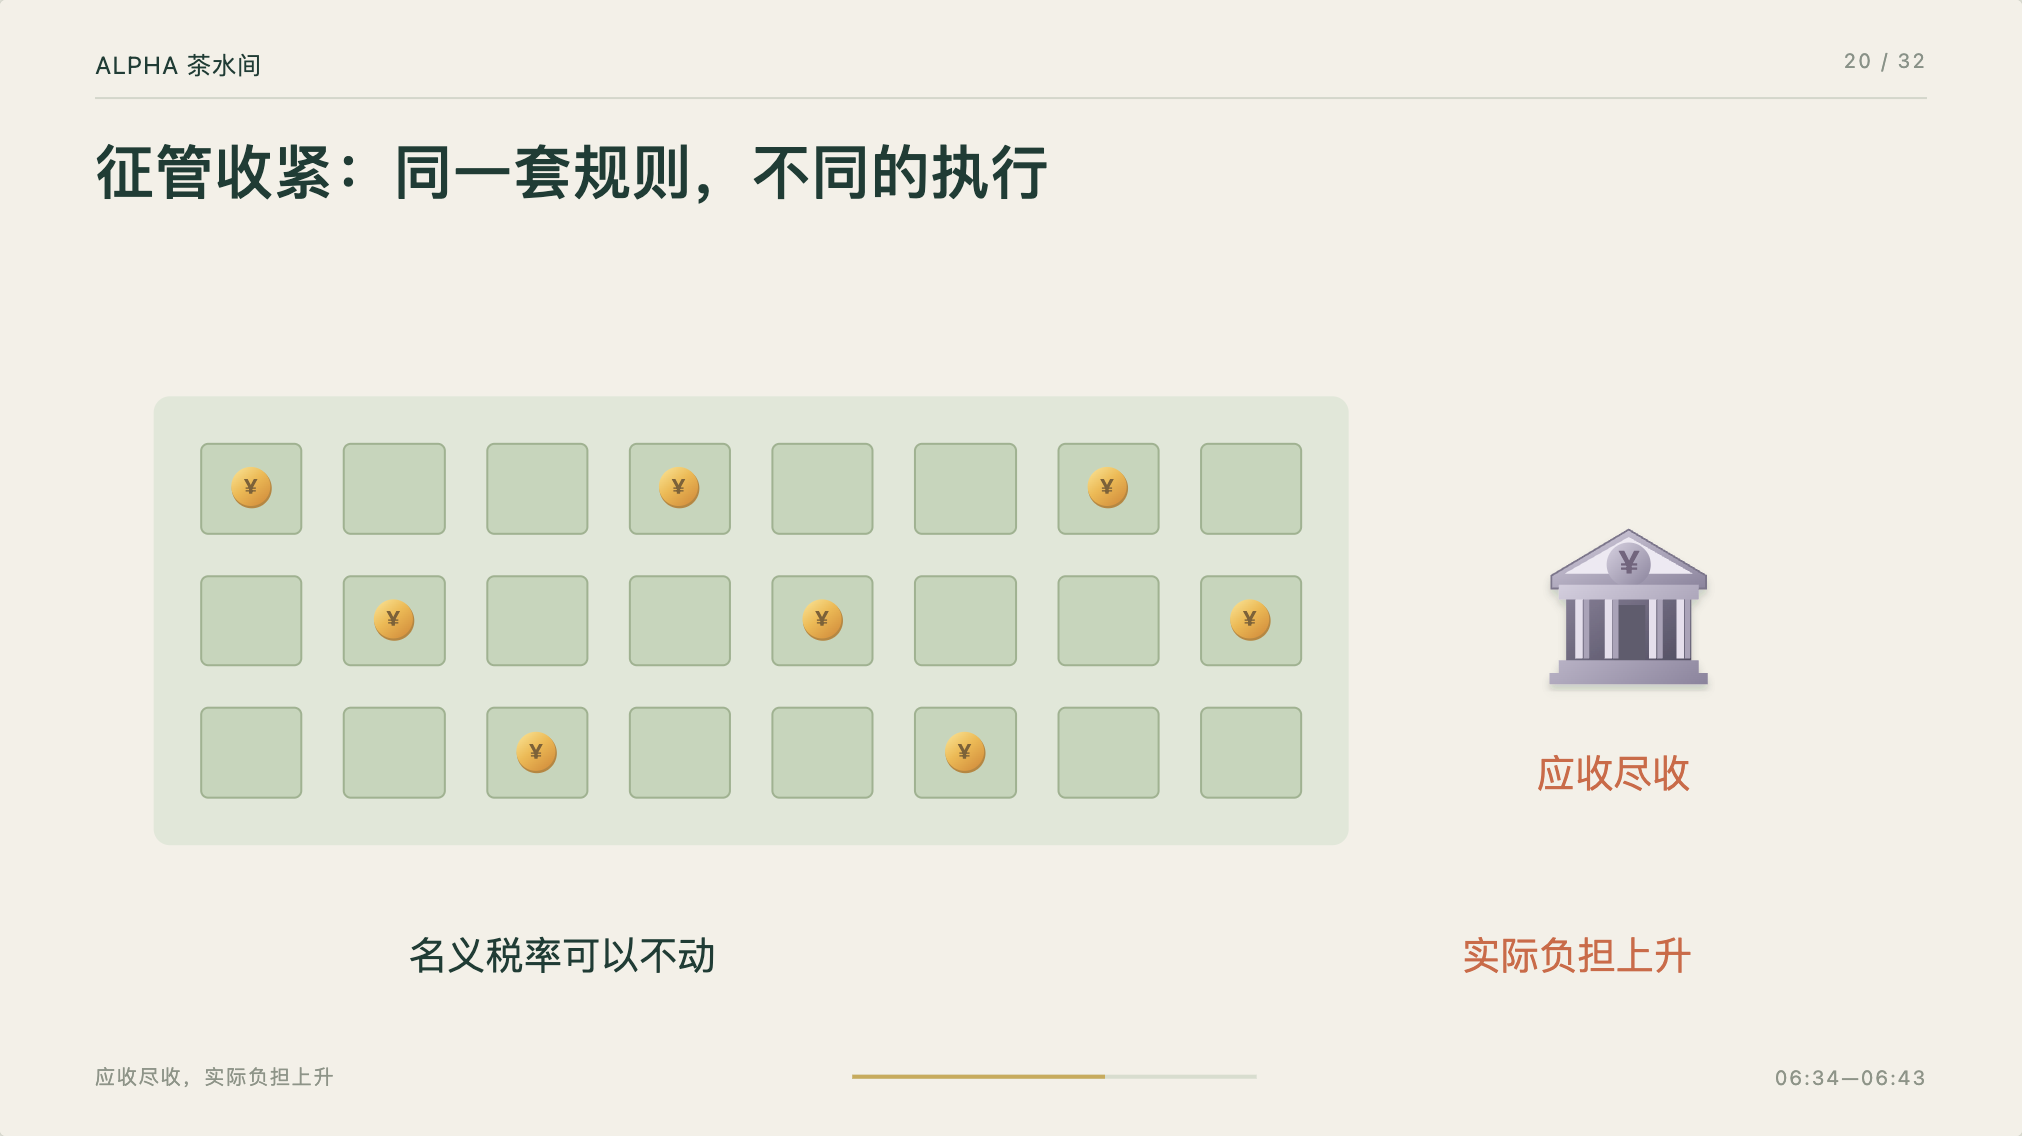 ALPHA 茶水间
20 / 32
征管收紧：同一套规则，不同的执行
¥ ¥ ¥
¥ ¥ ¥
¥ ¥
¥
应收尽收
名义税率可以不动
实际负担上升
应收尽收，实际负担上升
06:34—06:43